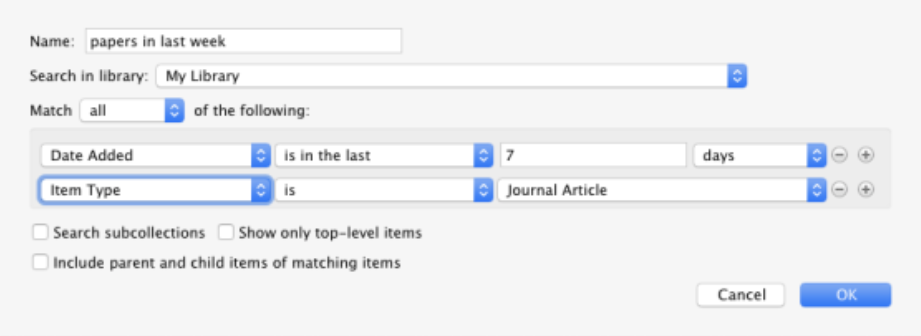 Name: papers in last week
Search in library: My Library
Match all of the following:
Date Added is in the last 7 days
Item Type is Journal Article
Search subcollections Show only top-level items
Include parent and child items of matching items
Cancel OK